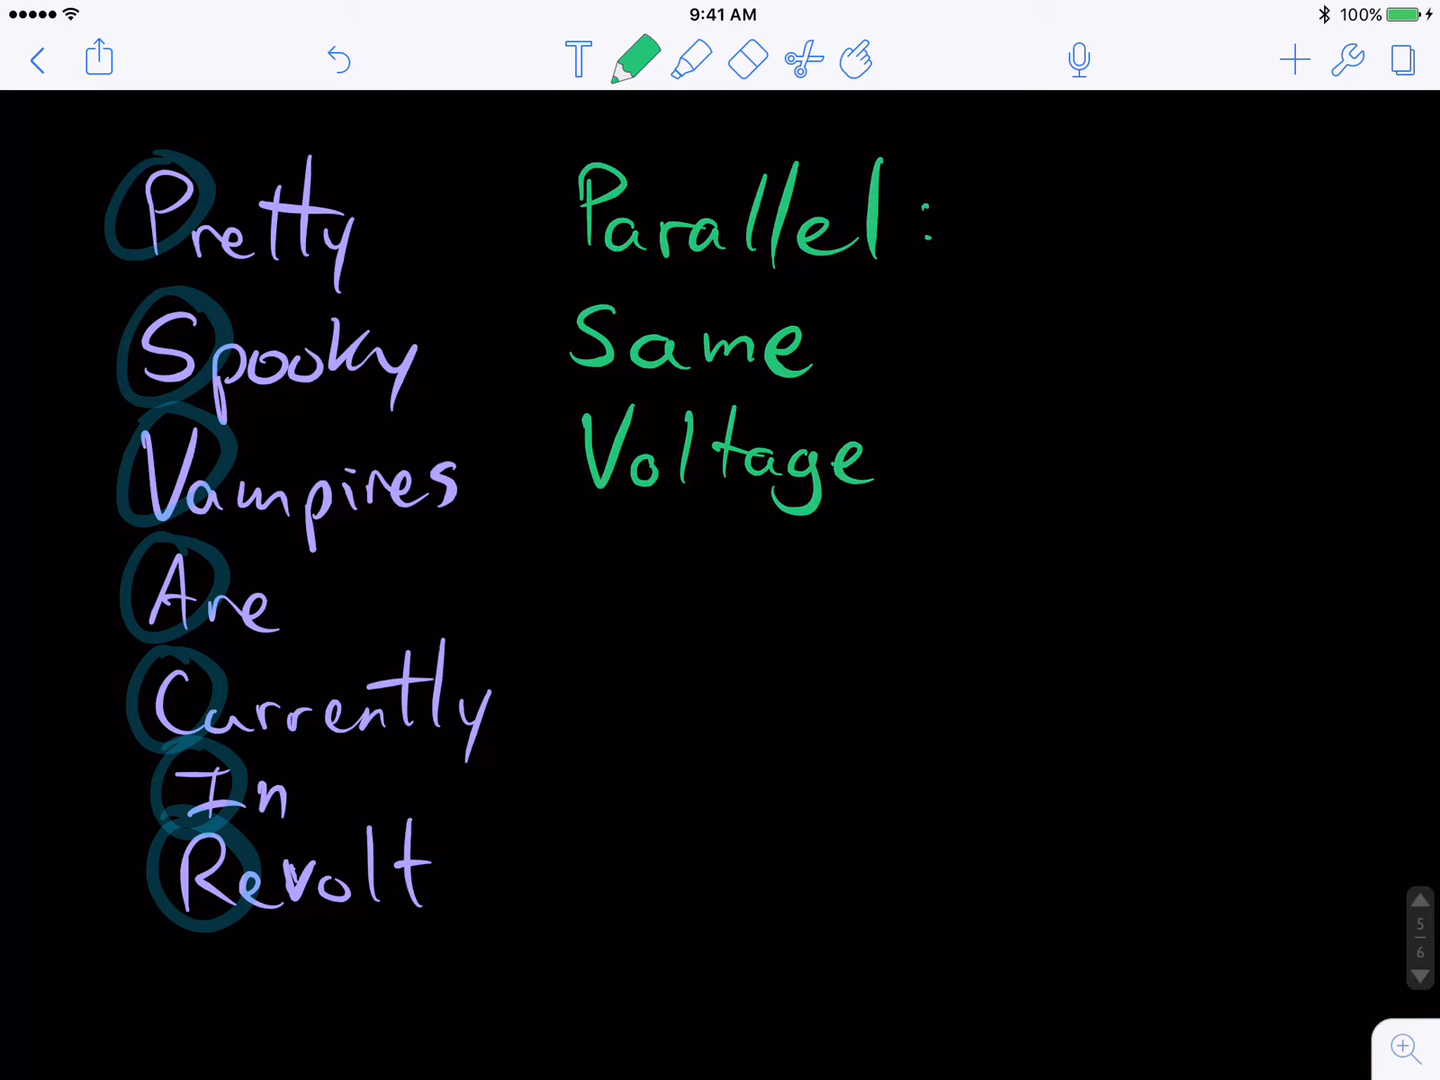 9:41 AM
100%
T
Pretty
Spooky
Vampires
Are
Currently
In
Revolt
Parallel:
Same
Voltage
5
6